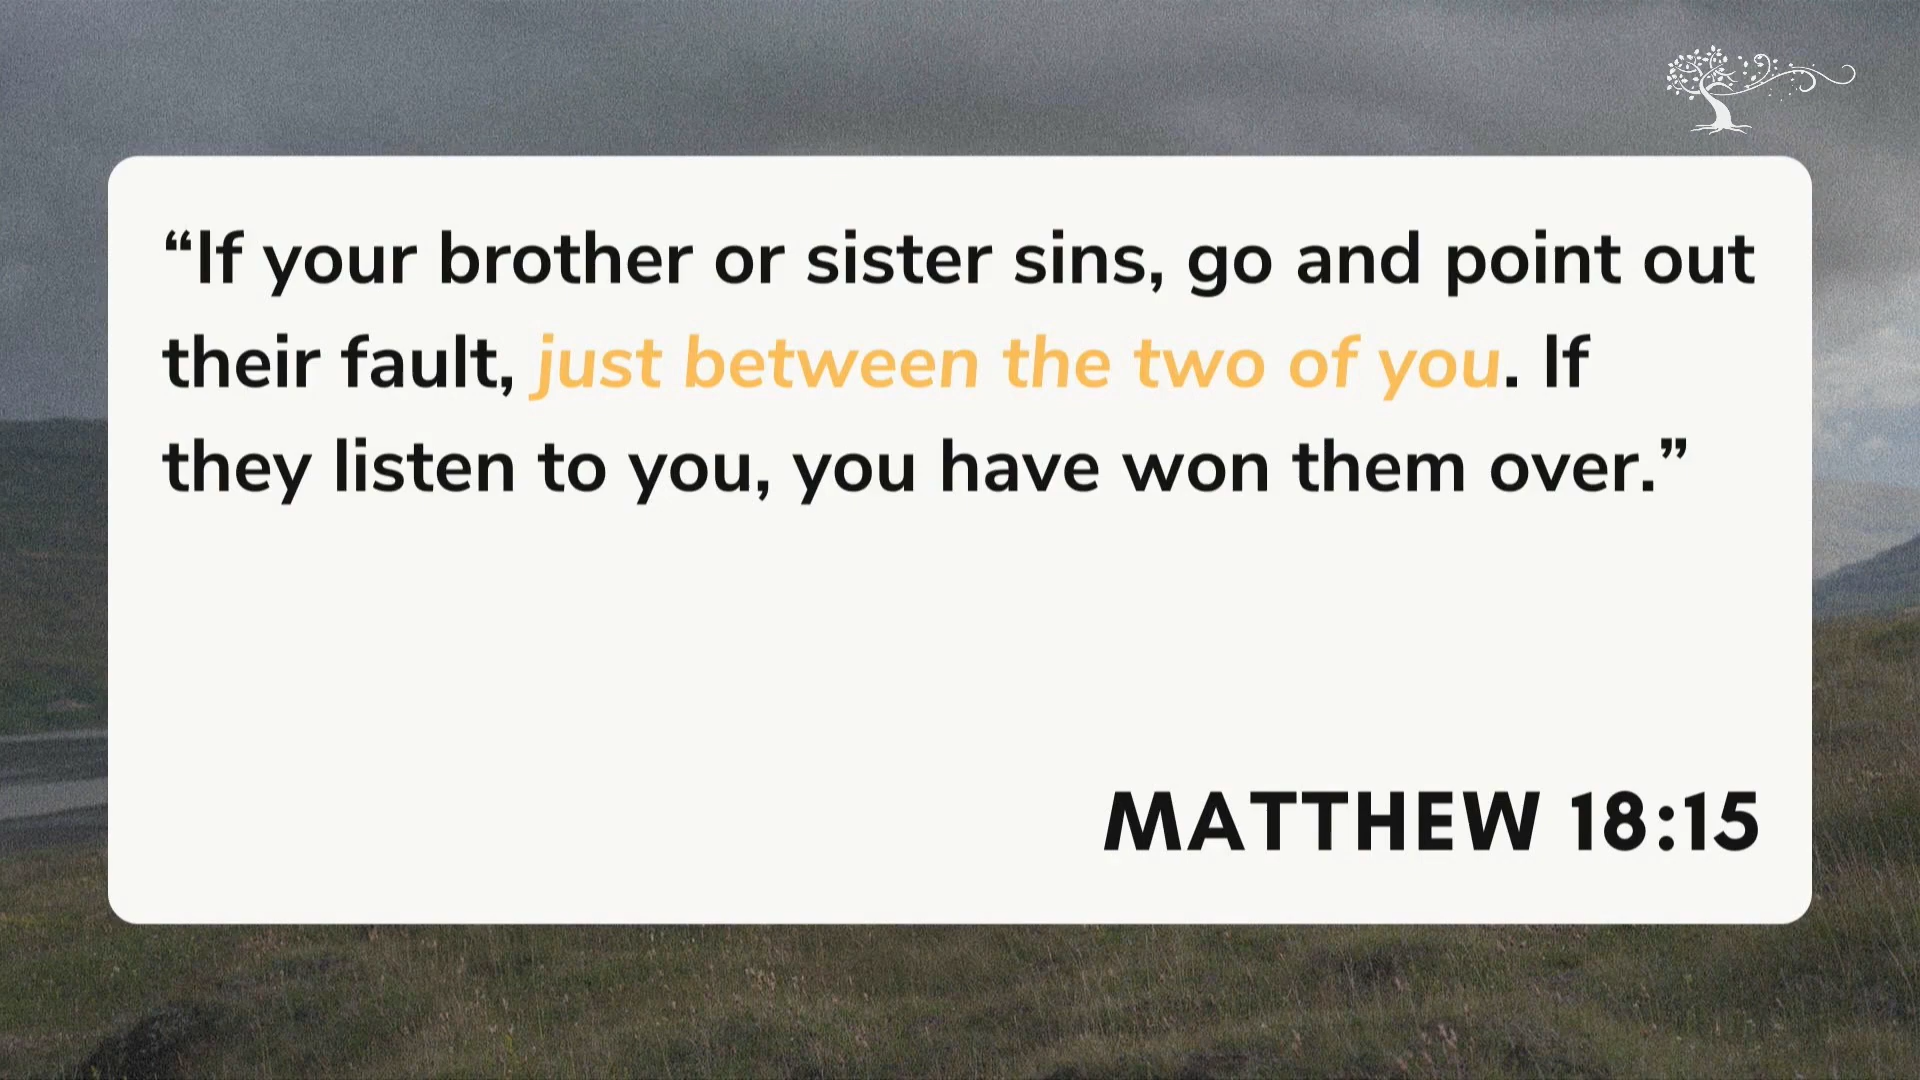 “If your brother or sister sins, go and point out
their fault, just between the two of you. If
they listen to you, you have won them over.”
MATTHEW 18:15